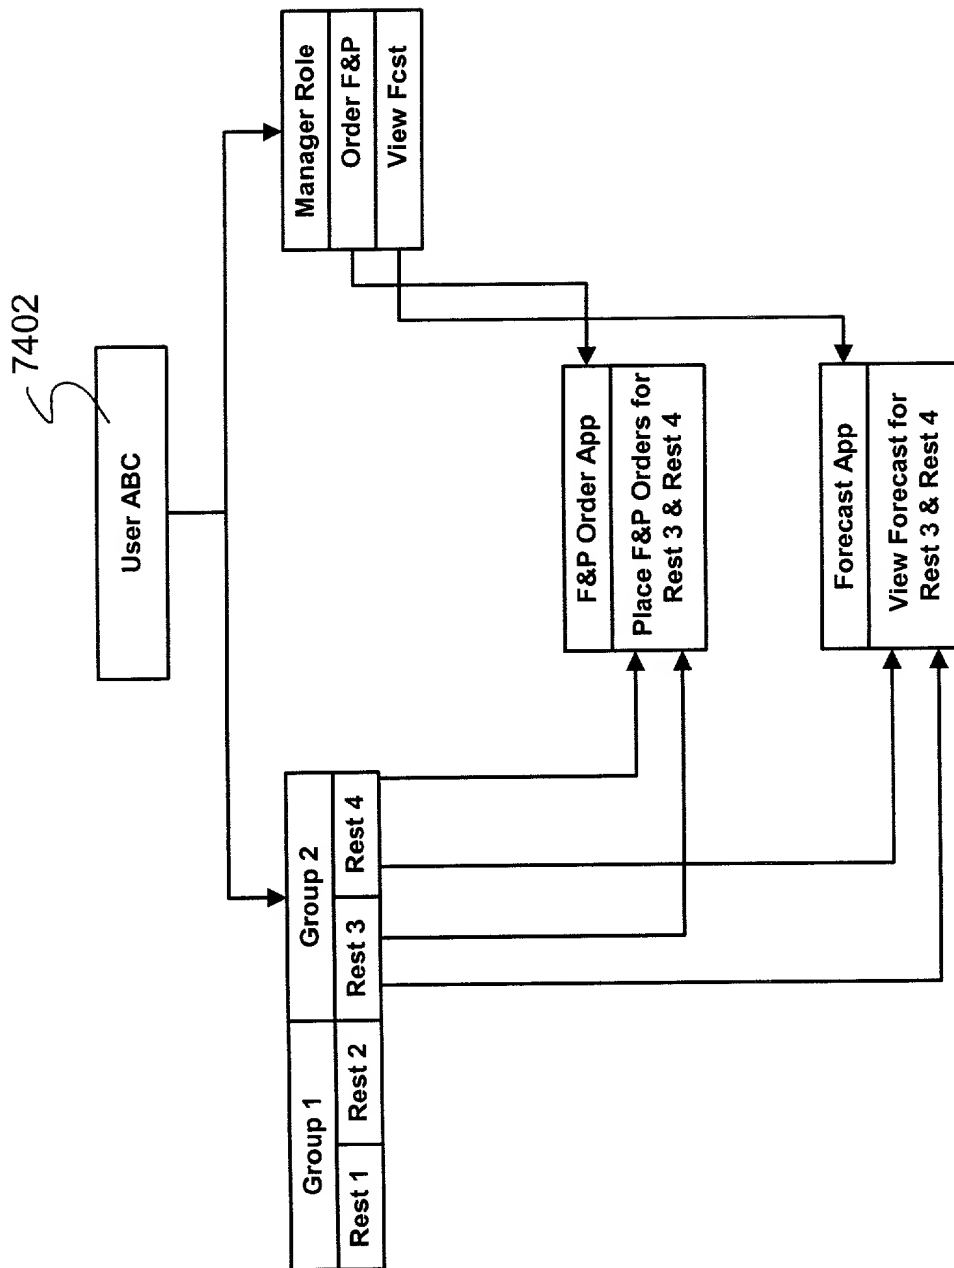 7402
User ABC
Group 1
Group 2
Rest 1
Rest 2
Rest 3
Rest 4
Manager Role
Order F&P
View Fcst
F&P Order App
Place F&P Orders for
Rest 3 & Rest 4
Forecast App
View Forecast for
Rest 3 & Rest 4